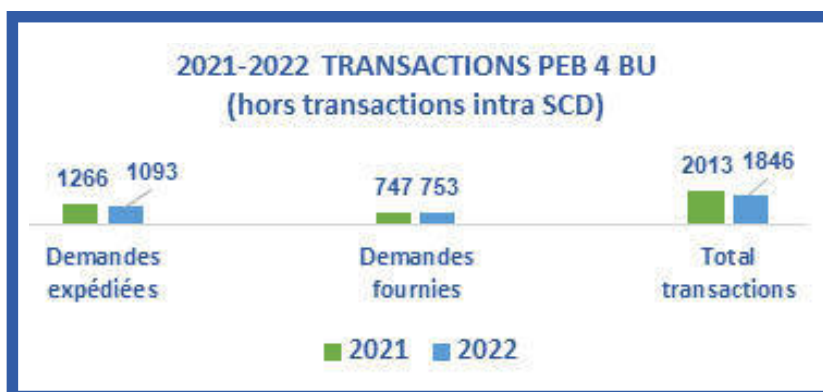 2021-2022 TRANSACTIONS PEB 4 BU
(hors transactions intra SCD)
1266 1093
747 753
2013 1846
Demandes expédiées
Demandes fournies
Total transactions
2021 2022